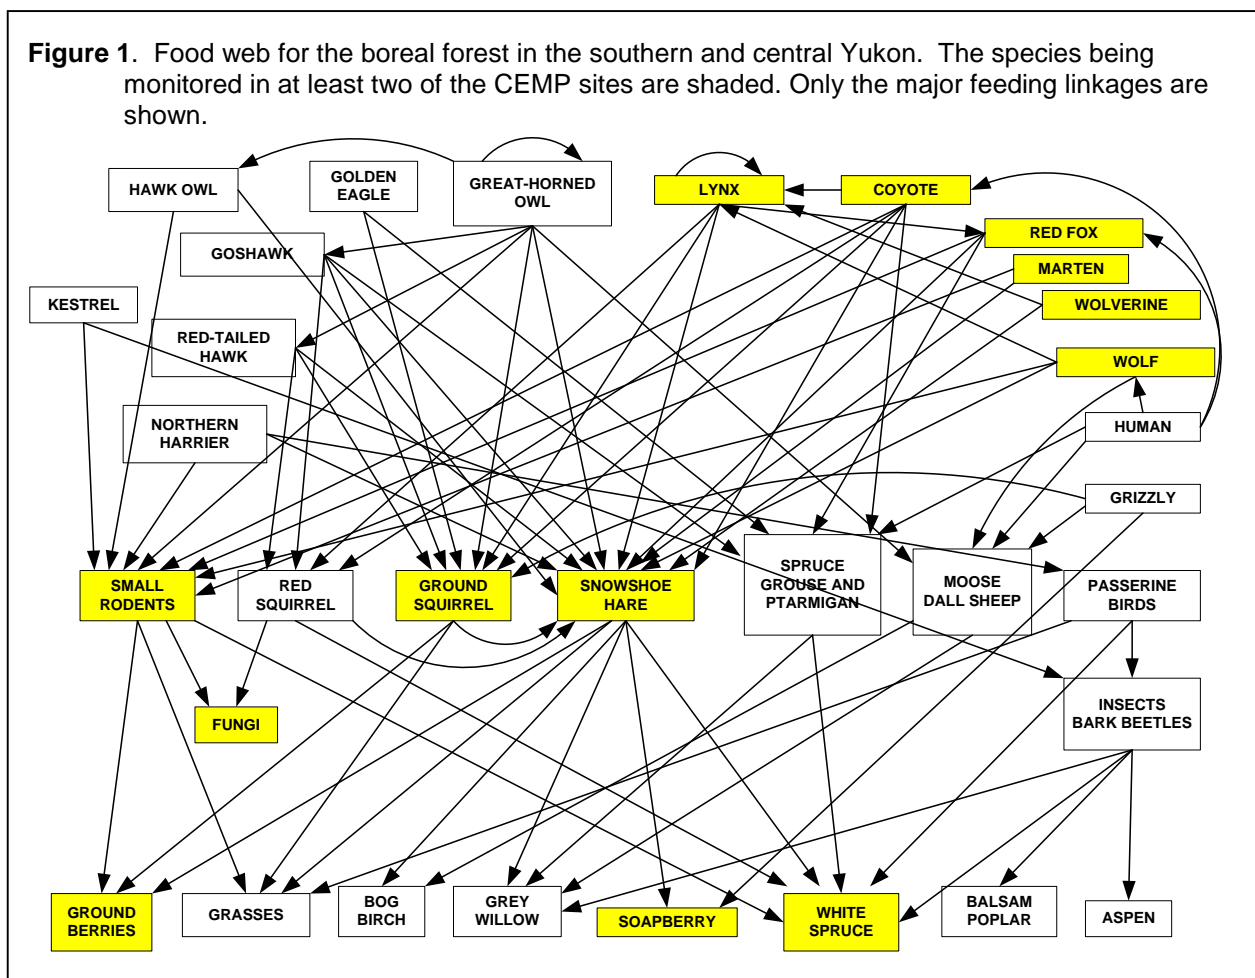 Figure 1. Food web for the boreal forest in the southern and central Yukon. The species being
monitored in at least two of the CEMP sites are shaded. Only the major feeding linkages are
shown.
HAWK OWL
GOLDEN
EAGLE
GREAT-HORNED
OWL
LYNX
COYOTE
RED FOX
GOSHAWK
MARTEN
KESTREL
WOLVERINE
RED-TAILED
HAWK
WOLF
NORTHERN
HARRIER
HUMAN
GRIZZLY
SMALL
RODENTS
RED
SQUIRREL
GROUND
SQUIRREL
SNOWSHOE
HARE
SPRUCE
GROUSE AND
PTARMIGAN
MOOSE
DALL SHEEP
PASSERINE
BIRDS
FUNGI
INSECTS
BARK BEETLES
GROUND
BERRIES
GRASSES
BOG
BIRCH
GREY
WILLOW
SOAPBERRY
WHITE
SPRUCE
BALSAM
POPLAR
ASPEN